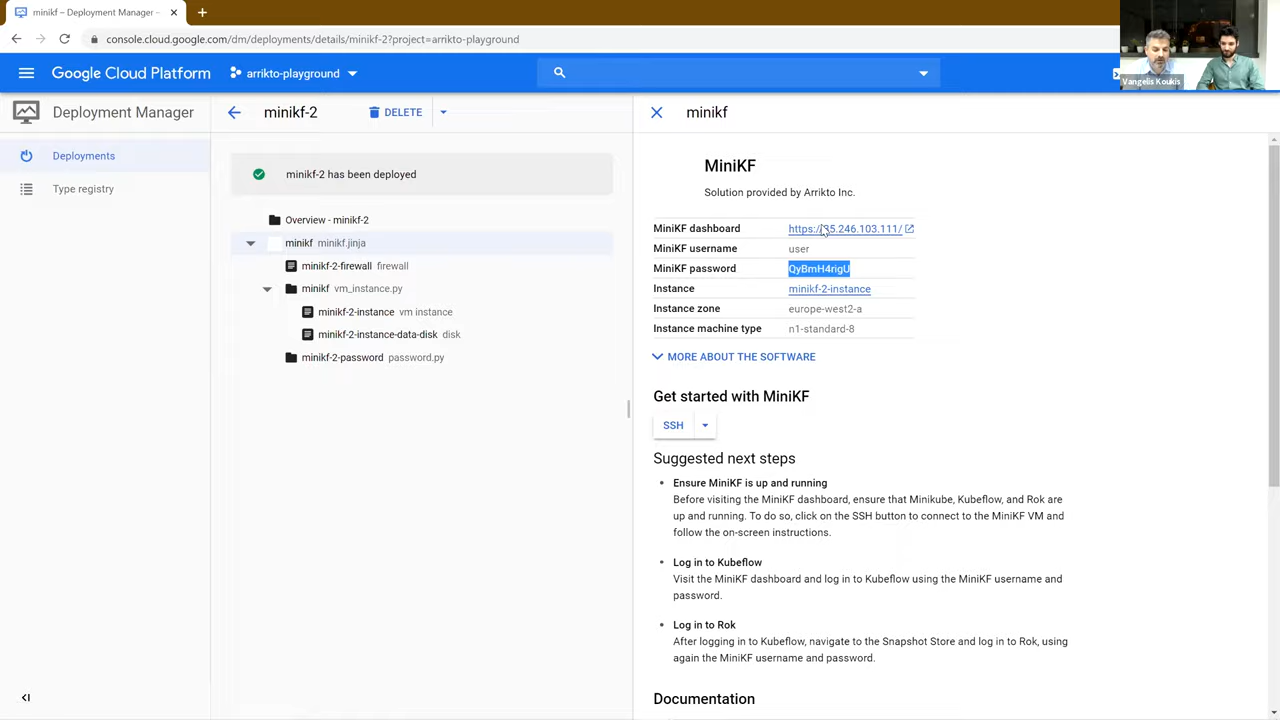 minikf – Deployment Manager -
console.cloud.google.com/dm/deployments/details/minikf-2?project=arrikto-playground
Vangelis Koukis
Google Cloud Platform
arrikto-playground
Deployment Manager
minikf-2
DELETE
minikf
Deployments
Type registry
minikf-2 has been deployed
Overview - minikf-2
minikf minikf.jinja
minikf-2-firewall firewall
minikf vm_instance.py
minikf-2-instance vm instance
minikf-2-instance-data-disk disk
minikf-2-password password.py
MiniKF
Solution provided by Arrikto Inc.
MiniKF dashboard https://35.246.103.111/
MiniKF username user
MiniKF password QyBmH4rigU
Instance minikf-2-instance
Instance zone europe-west2-a
Instance machine type n1-standard-8
MORE ABOUT THE SOFTWARE
Get started with MiniKF
SSH
Suggested next steps
Ensure MiniKF is up and running
Before visiting the MiniKF dashboard, ensure that Minikube, Kubeflow, and Rok are
up and running. To do so, click on the SSH button to connect to the MiniKF VM and
follow the on-screen instructions.
Log in to Kubeflow
Visit the MiniKF dashboard and log in to Kubeflow using the MiniKF username and
password.
Log in to Rok
After logging in to Kubeflow, navigate to the Snapshot Store and log in to Rok, using
again the MiniKF username and password.
Documentation